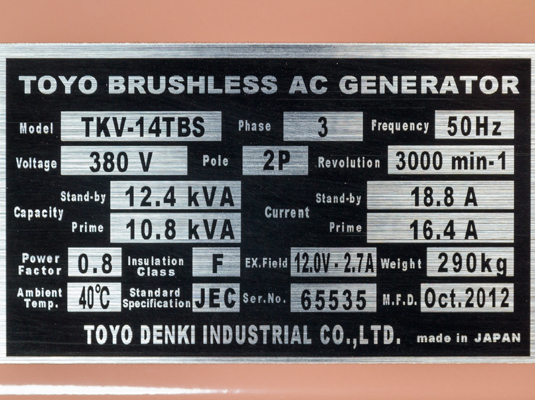 TOYO BRUSHLESS AC GENERATOR
Model TKV-14TBS Phase 3 Frequency 50Hz
Voltage 380 V Pole 2P Revolution 3000 min-1
Capacity Stand-by 12.4 kVA Current Stand-by 18.8 A
Prime 10.8 kVA Prime 16.4 A
Power Factor 0.8 Insulation Class F EX.Field 12.0V-2.7A Weight 290kg
Ambient Temp. 40℃ Standard Specification JEC Ser.No. 65535 M.F.D. Oct.2012
TOYO DENKI INDUSTRIAL CO.,LTD. made in JAPAN